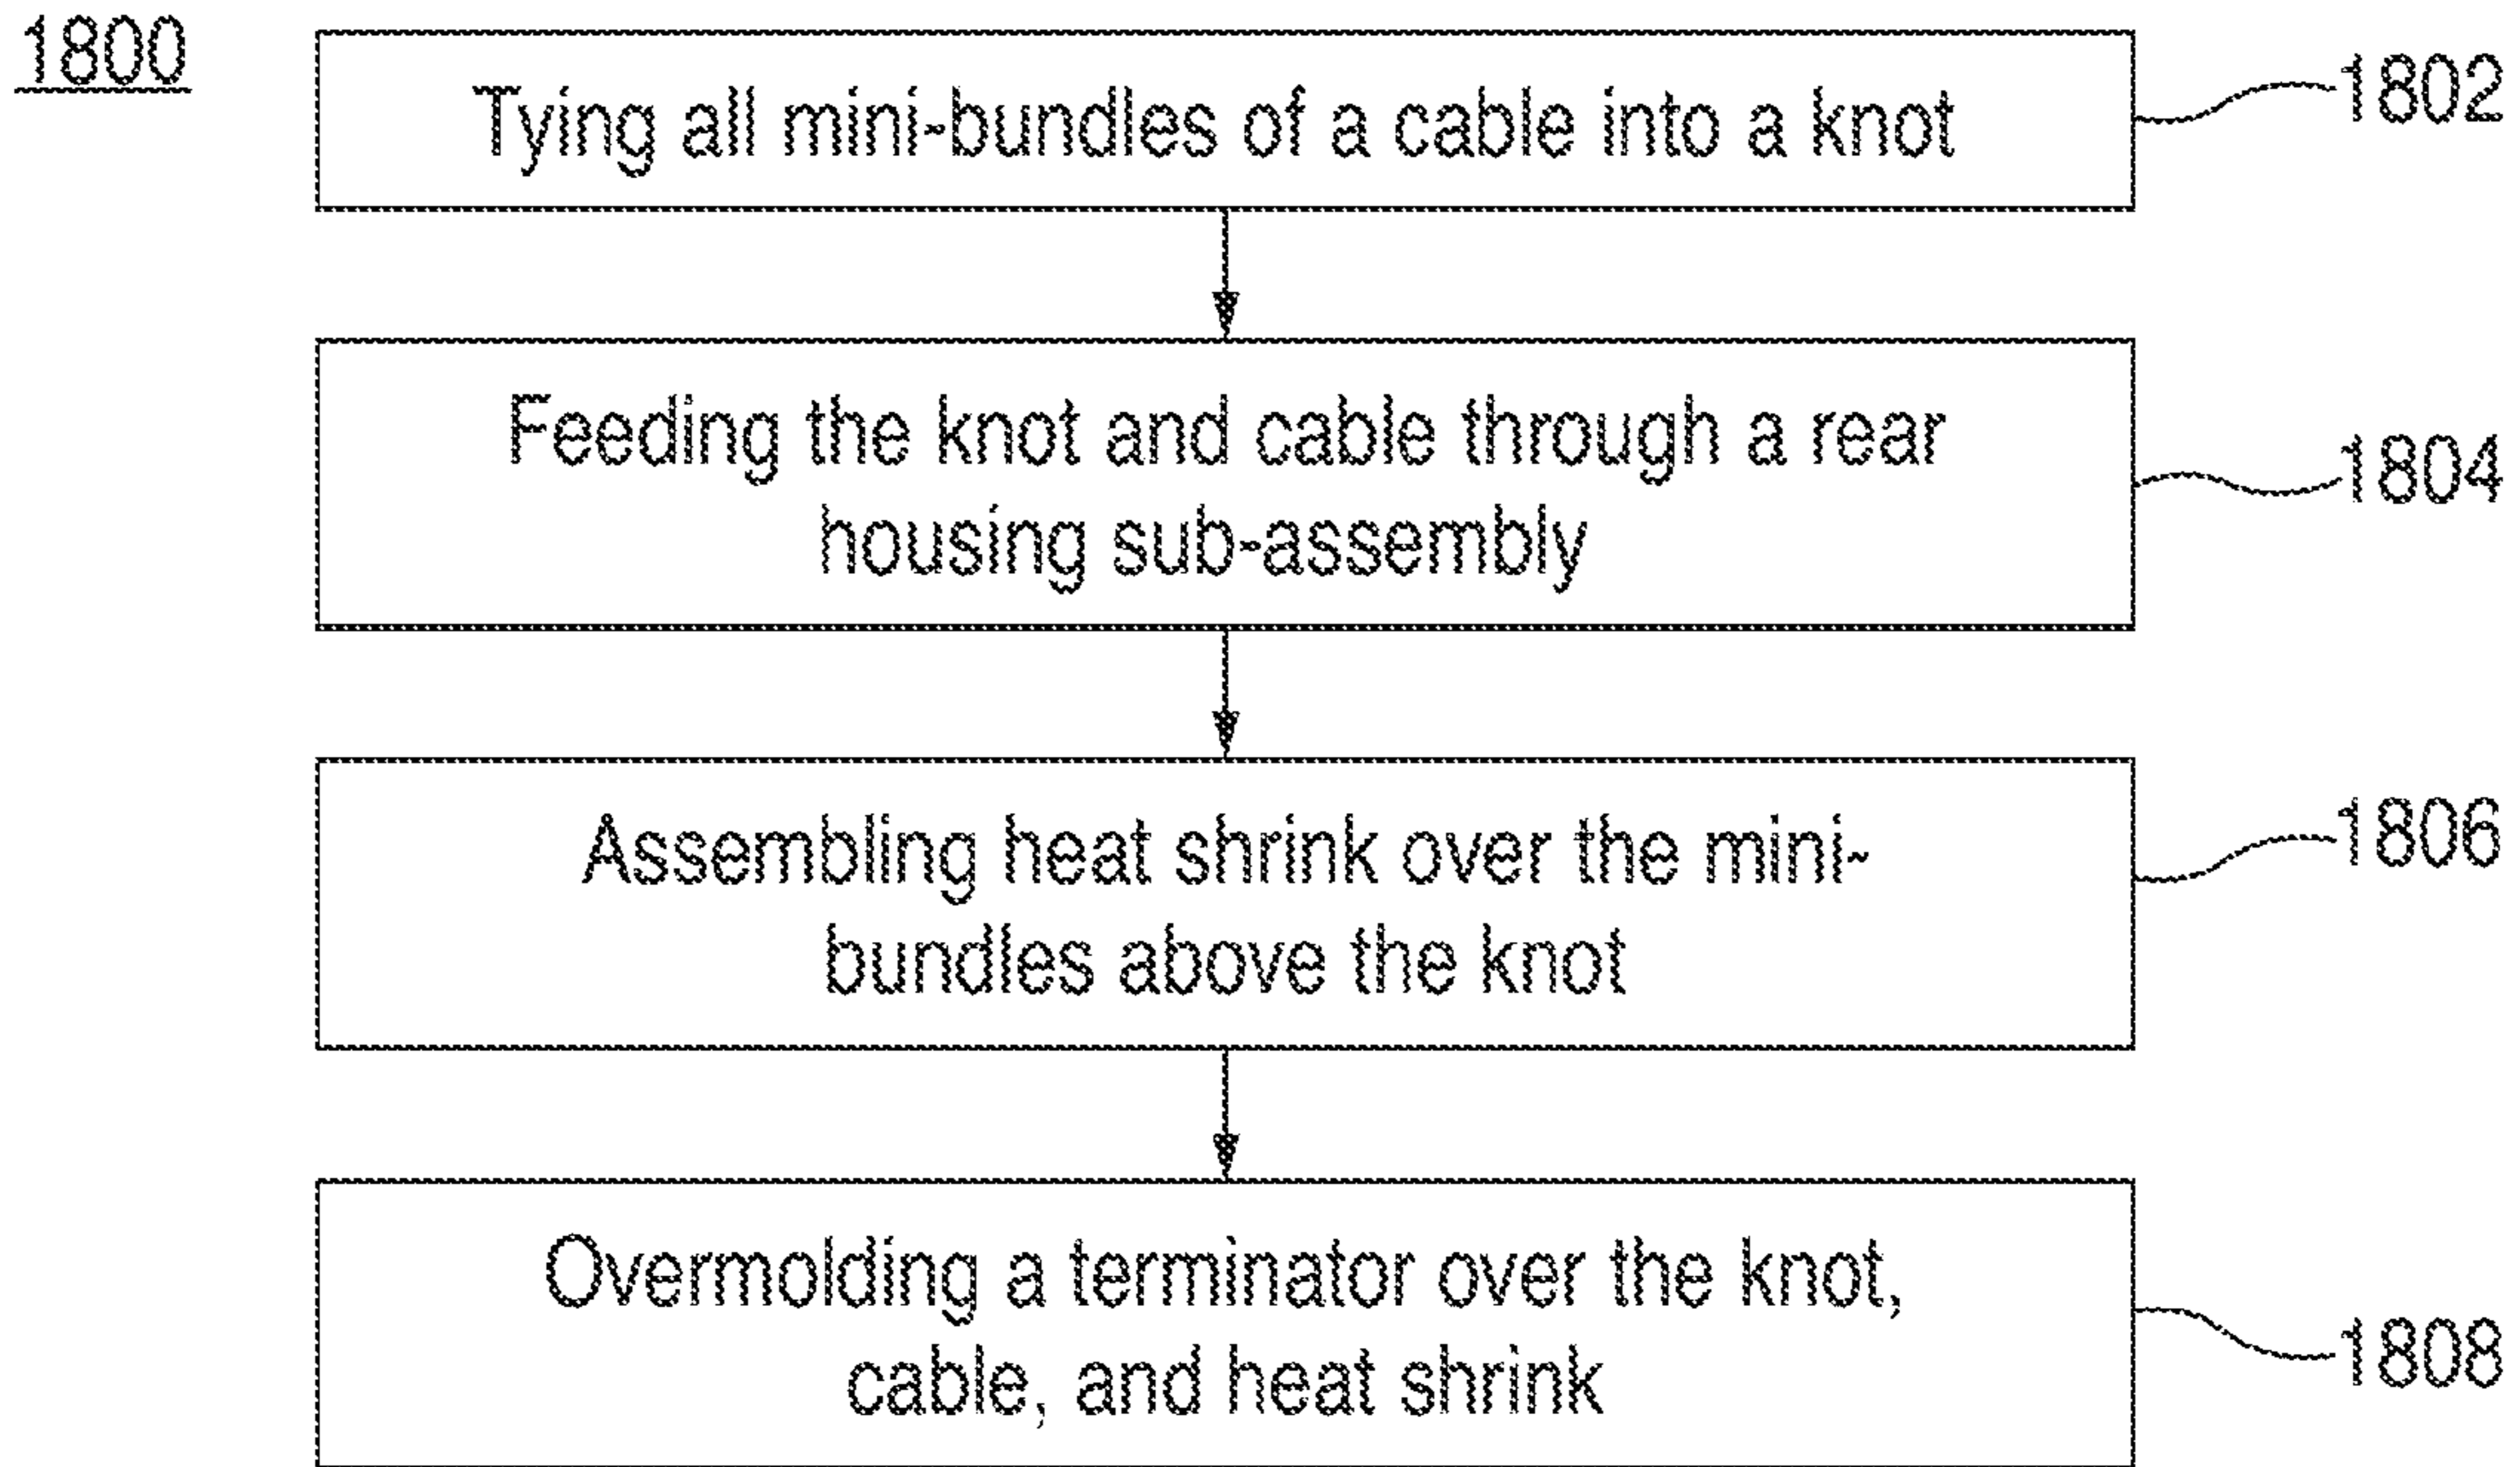 1800
Tying all mini-bundles of a cable into a knot
1802
Feeding the knot and cable through a rear
housing sub-assembly
1804
Assembling heat shrink over the mini-
bundles above the knot
1806
Overmolding a terminator over the knot,
cable, and heat shrink
1808